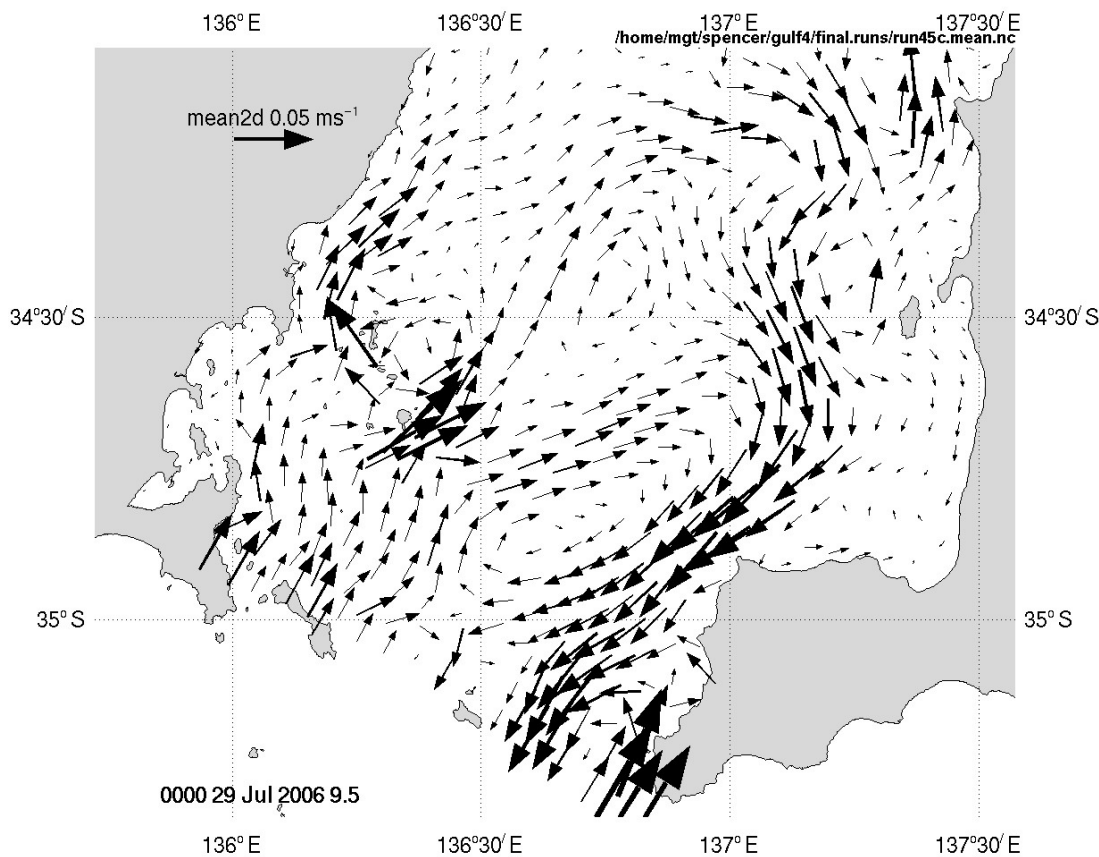 136° E 136°30′ E 137° E 137°30′ E
/home/mgt/spencer/gulf4/final.runs/run45c.mean.nc
mean2d 0.05 ms⁻¹
34°30′ S 34°30′ S
35° S 35° S
0000 29 Jul 2006 9.5
136° E 136°30′ E 137° E 137°30′ E